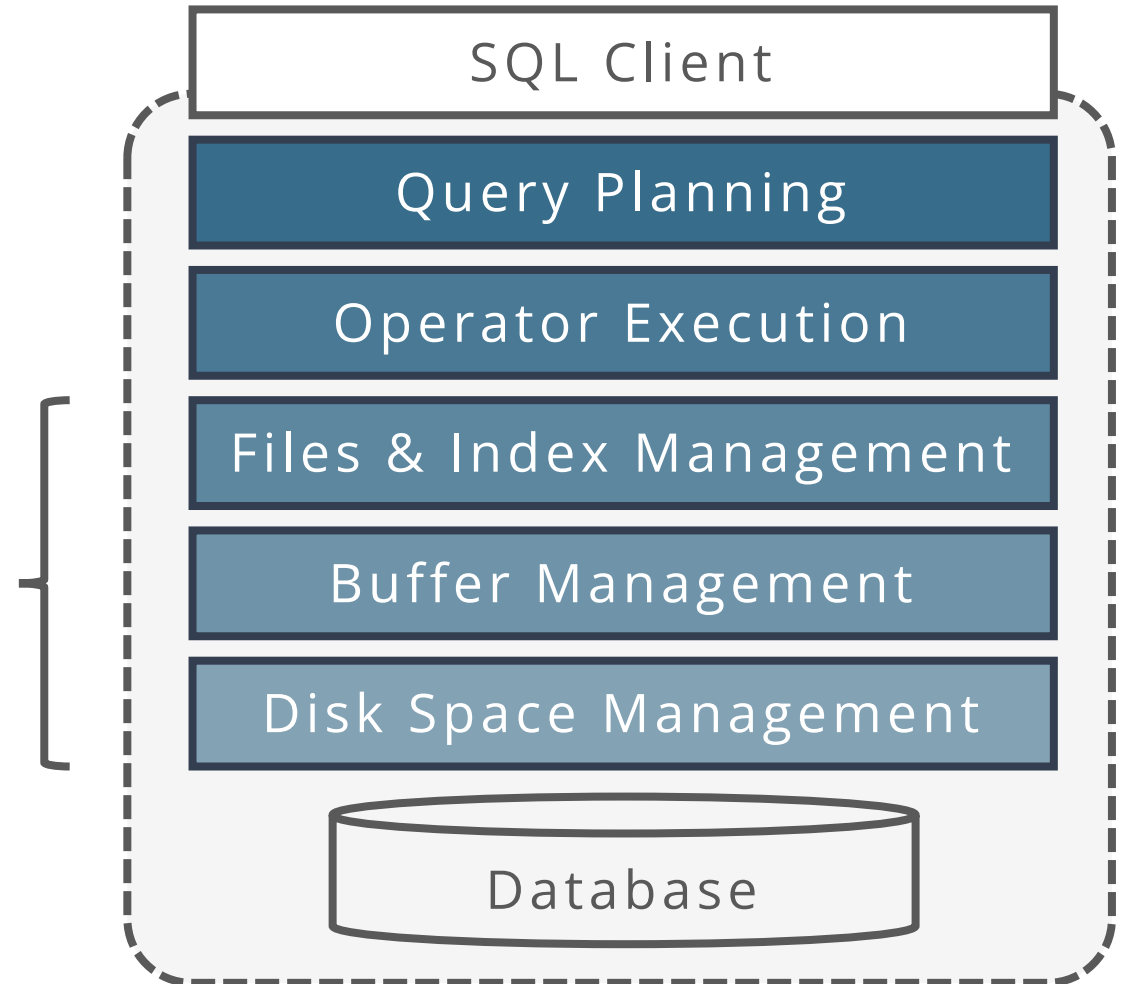 SQL Client
Query Planning
Operator Execution
Files & Index Management
Buffer Management
Disk Space Management
Database